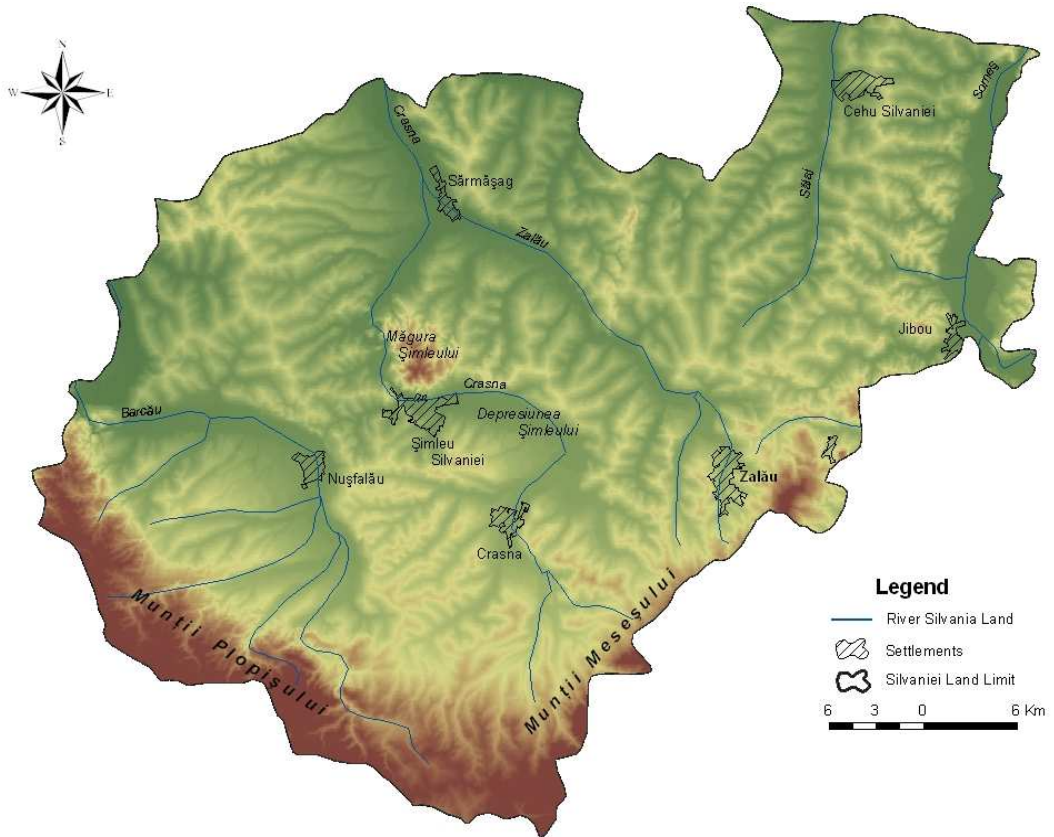 N
W E
S
Crasna
Sărmăşag
Zalău
Cehu Silvaniei
Someş
Sălaj
Jibou
Măgura
Şimleului
Crasna
Depresiunea
Şimleului
Barcău
Şimleu
Silvaniei
Nuşfalău
Zalău
Crasna
Munţii Plopişului
Munţii Meseşului
Legend
River Silvania Land
Settlements
Silvaniei Land Limit
6 3 0 6 Km